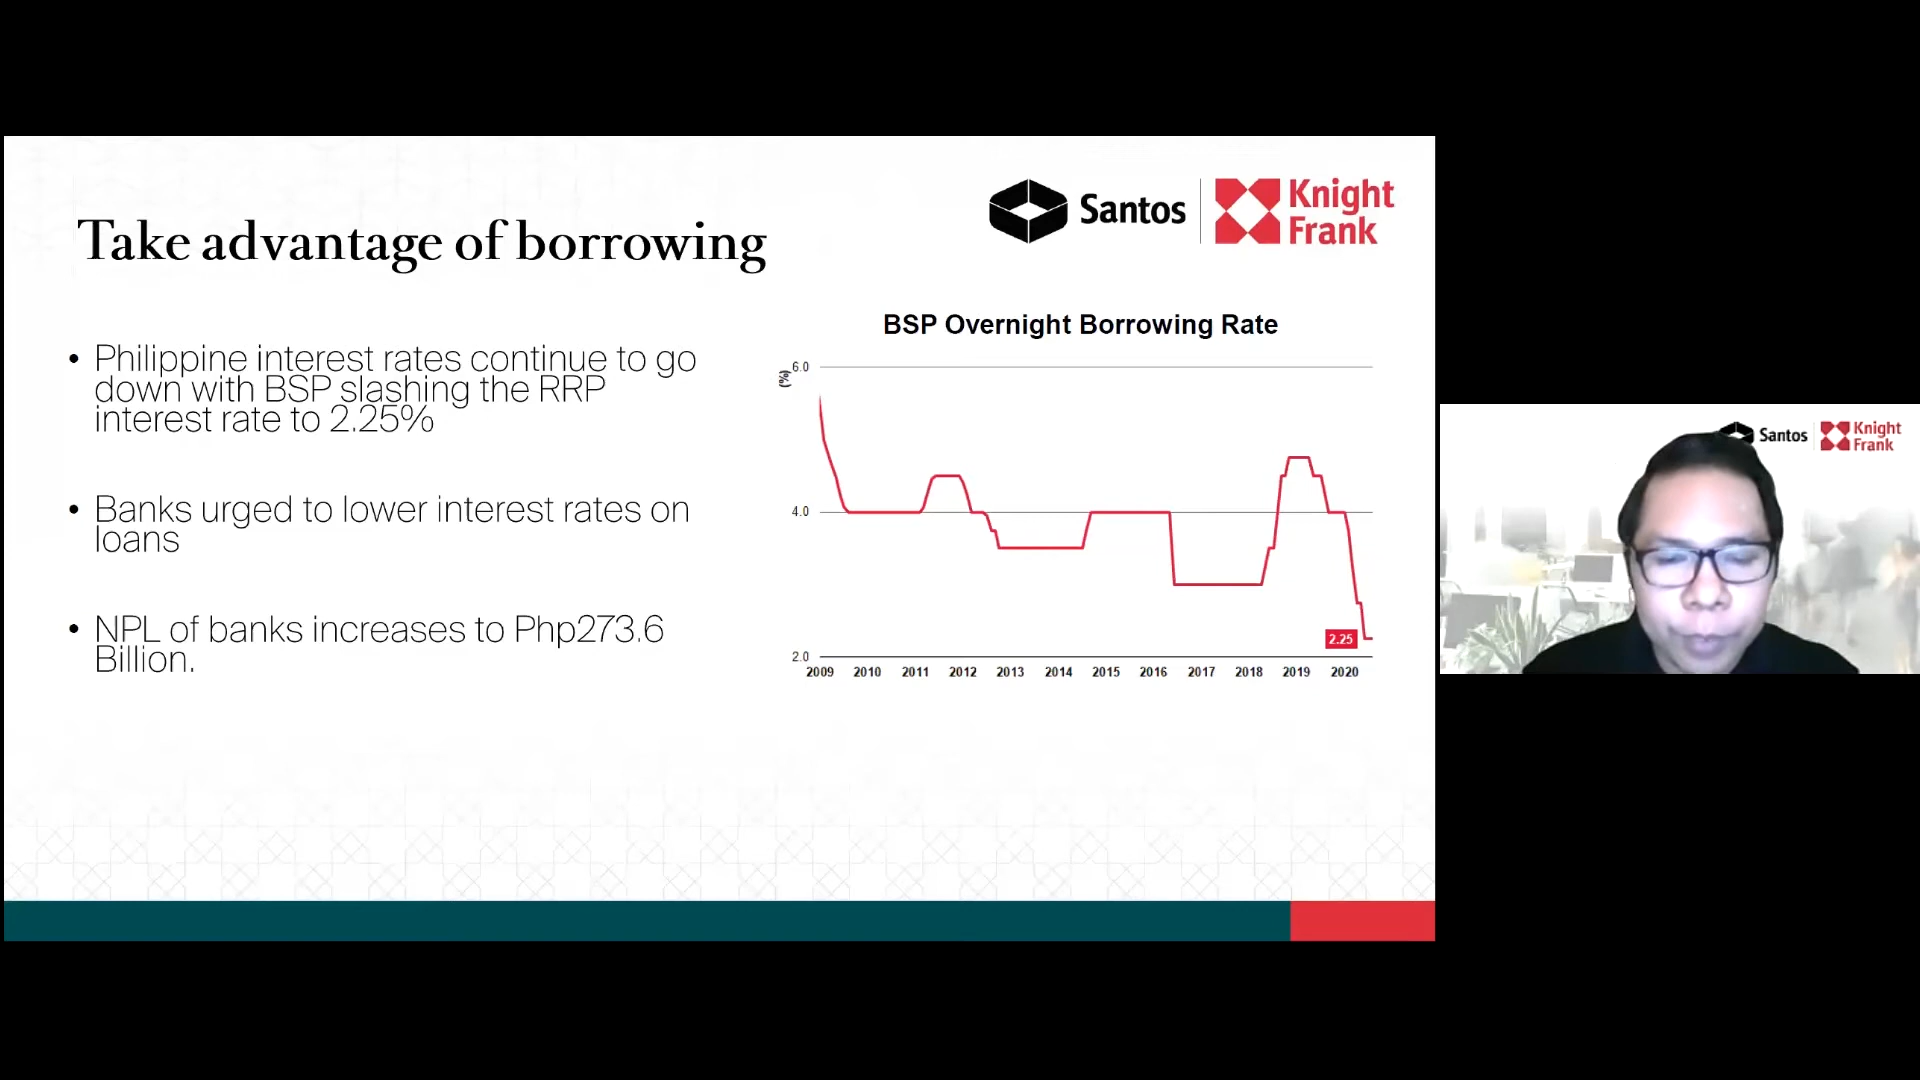 Santos
Knight
Frank
Take advantage of borrowing
• Philippine interest rates continue to go
down with BSP slashing the RRP
interest rate to 2.25%
• Banks urged to lower interest rates on
loans
• NPL of banks increases to Php273.6
Billion.
BSP Overnight Borrowing Rate
(%)
6.0
4.0
2.0
2.25
2009 2010 2011 2012 2013 2014 2015 2016 2017 2018 2019 2020
Santos
Knight
Frank